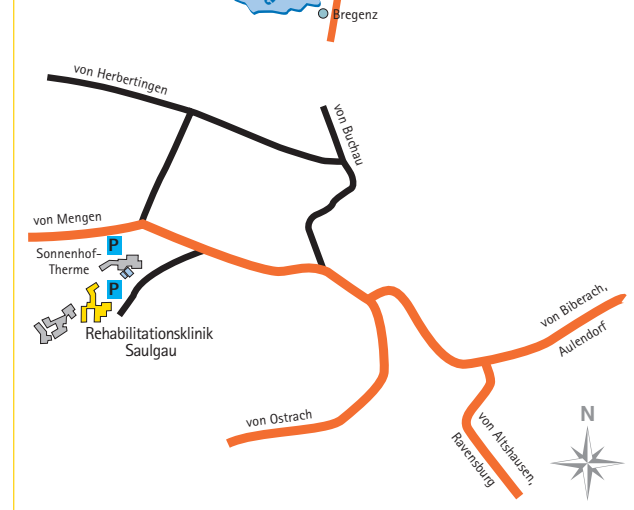 Bregenz
von Herbertingen
von Buchau
von Mengen
P
Sonnenhof-
Therme
P
Rehabilitationsklinik
Saulgau
von Biberach,
Aulendorf
von Ostrach
von Altshausen,
Ravensburg
N